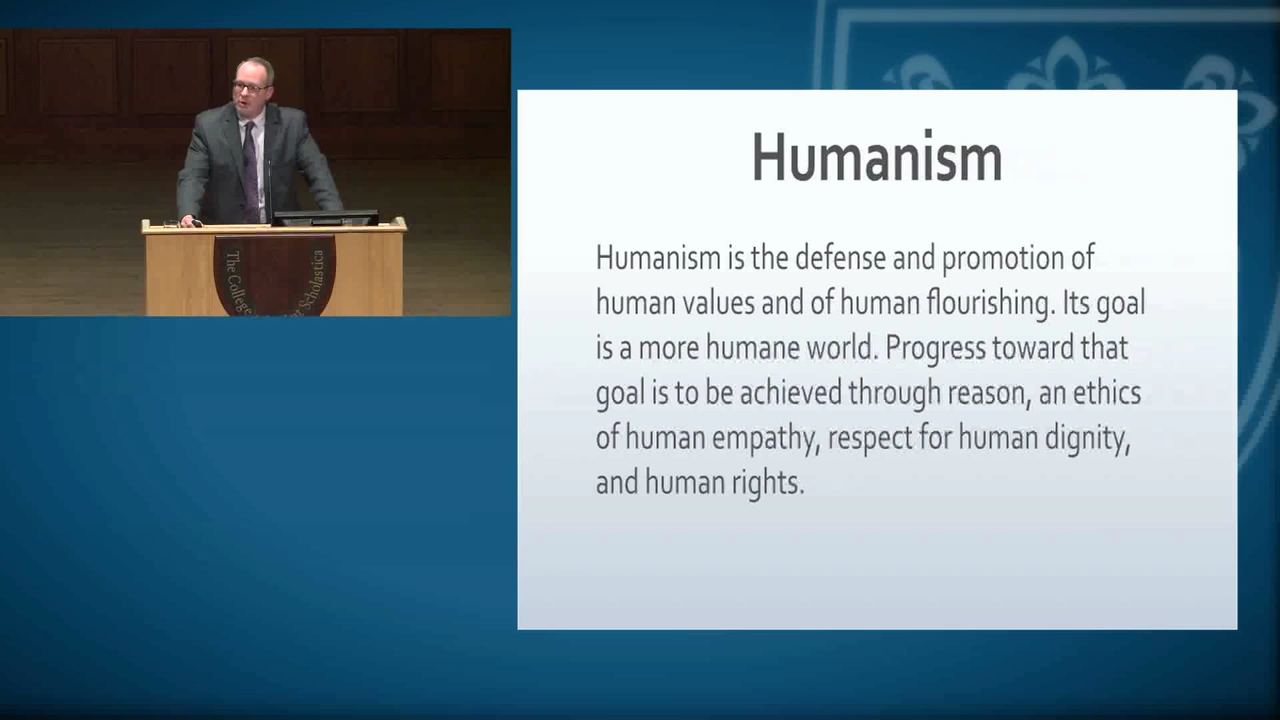 Humanism
Humanism is the defense and promotion of
human values and of human flourishing. Its goal
is a more humane world. Progress toward that
goal is to be achieved through reason, an ethics
of human empathy, respect for human dignity,
and human rights.
The College
Scholastica